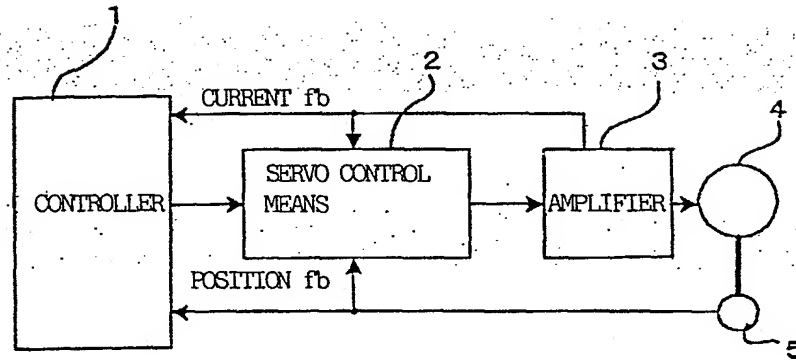 1
2
3
4
CURRENT fb
SERVO CONTROL
MEANS
CONTROLLER
AMPLIFIER
POSITION fb
5